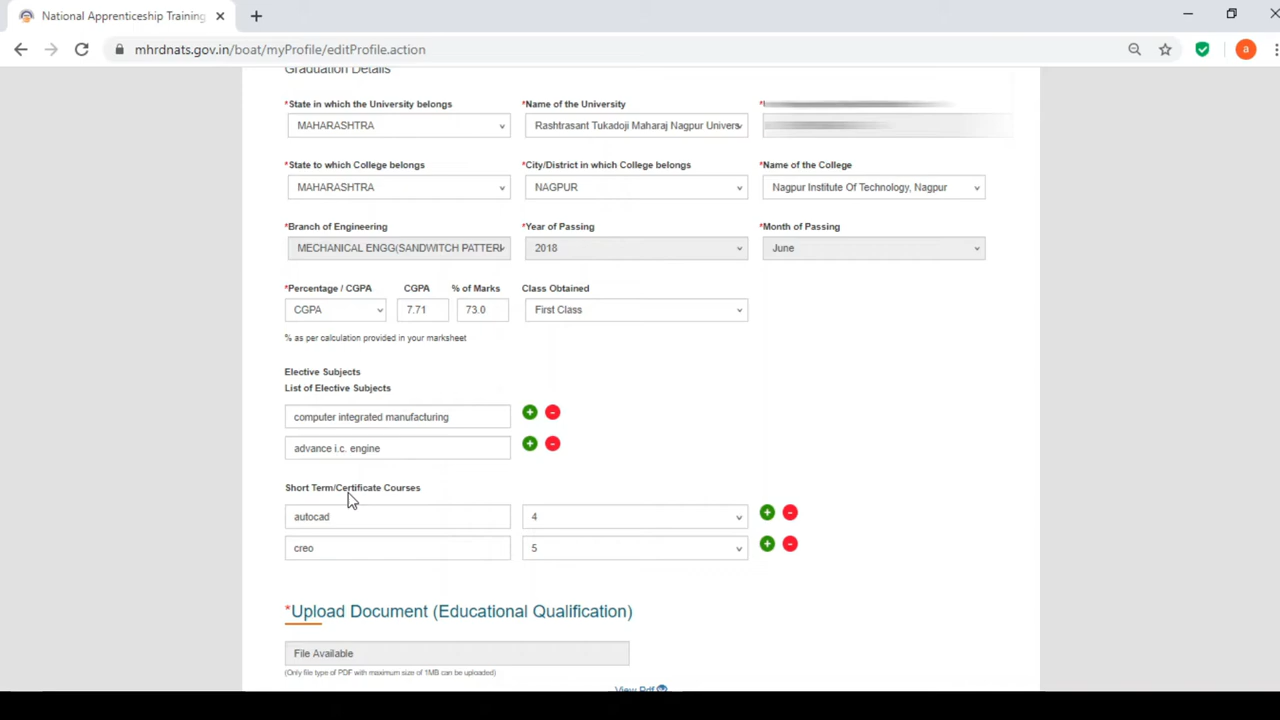 National Apprenticeship Training
mhrdnats.gov.in/boat/myProfile/editProfile.action
a
Graduation Details
*State in which the University belongs *Name of the University *
MAHARASHTRA Rashtrasant Tukadoji Maharaj Nagpur Univers
*State to which College belongs *City/District in which College belongs *Name of the College
MAHARASHTRA NAGPUR Nagpur Institute Of Technology, Nagpur
*Branch of Engineering *Year of Passing *Month of Passing
MECHANICAL ENGG(SANDWITCH PATTERN 2018 June
*Percentage / CGPA CGPA % of Marks Class Obtained
CGPA 7.71 73.0 First Class
% as per calculation provided in your marksheet
Elective Subjects
List of Elective Subjects
computer integrated manufacturing
advance i.c. engine
Short Term/Certificate Courses
autocad 4
creo 5
*Upload Document (Educational Qualification)
File Available
(Only file type of PDF with maximum size of 1MB can be uploaded)
View Pdf